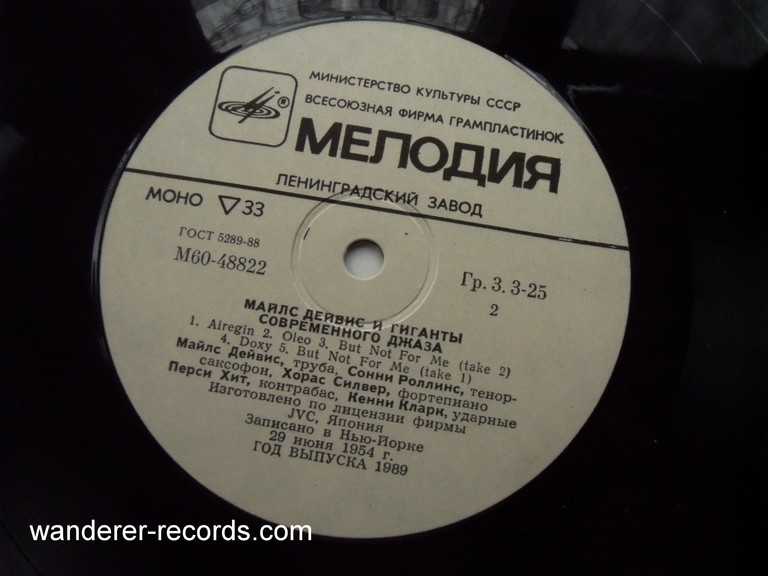 МИНИСТЕРСТВО КУЛЬТУРЫ СССР
ВСЕСОЮЗНАЯ ФИРМА ГРАМПЛАСТИНОК
®
МЕЛОДИЯ
ЛЕНИНГРАДСКИЙ ЗАВОД
МОНО ▽ 33
ГОСТ 5289-88
М60-48822
Гр. 3. 3-25
2
МАЙЛС ДЕЙВИС И ГИГАНТЫ
СОВРЕМЕННОГО ДЖАЗА
1. Airegin 2. Oleo 3. But Not For Me (take 2)
4. Doxy 5. But Not For Me (take 1)
Майлс Дейвис, труба, Сонни Роллинс, тенор-
саксофон, Хорас Силвер, фортепиано
Перси Хит, контрабас, Кенни Кларк, ударные
Изготовлено по лицензии фирмы
JVC, Япония
Записано в Нью-Йорке
29 июня 1954 г.
ГОД ВЫПУСКА 1989
wanderer-records.com